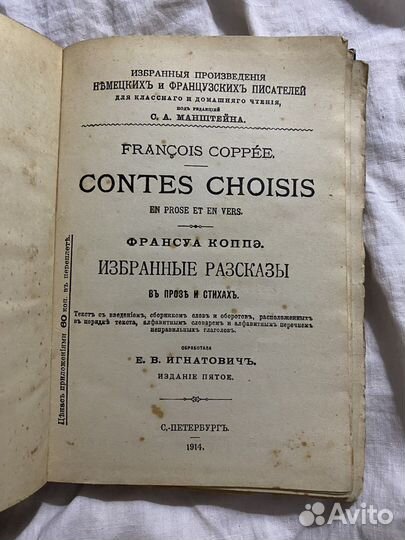 ИЗБРАННЫЯ ПРОИЗВЕДЕНІЯ
НѢМЕЦКИХЪ И ФРАНЦУЗСКИХЪ ПИСАТЕЛЕЙ
ДЛЯ КЛАССНАГО И ДОМАШНЯГО ЧТЕНІЯ,
ПОДЪ РЕДАКЦІЕЙ
С. А. МАНШТЕЙНА.
FRANÇOIS COPPÉE.
CONTES CHOISIS
EN PROSE ET EN VERS.
ФРАНСУА КОППЭ.
ИЗБРАННЫЕ РАЗСКАЗЫ
ВЪ ПРОЗѢ И СТИХАХЪ.
Текстъ съ введеніемъ, сборникомъ словъ и оборотовъ, расположенныхъ
въ порядкѣ текста, алфавитнымъ словаремъ и алфавитнымъ перечнемъ
неправильныхъ глаголовъ.
ОБРАБОТАЛА
Е. В. ИГНАТОВИЧЪ.
ИЗДАНІЕ ПЯТОЕ.
С.-ПЕТЕРБУРГЪ.
1914.
Цѣна съ приложеніями 60 коп. въ переплетѣ.
Avito